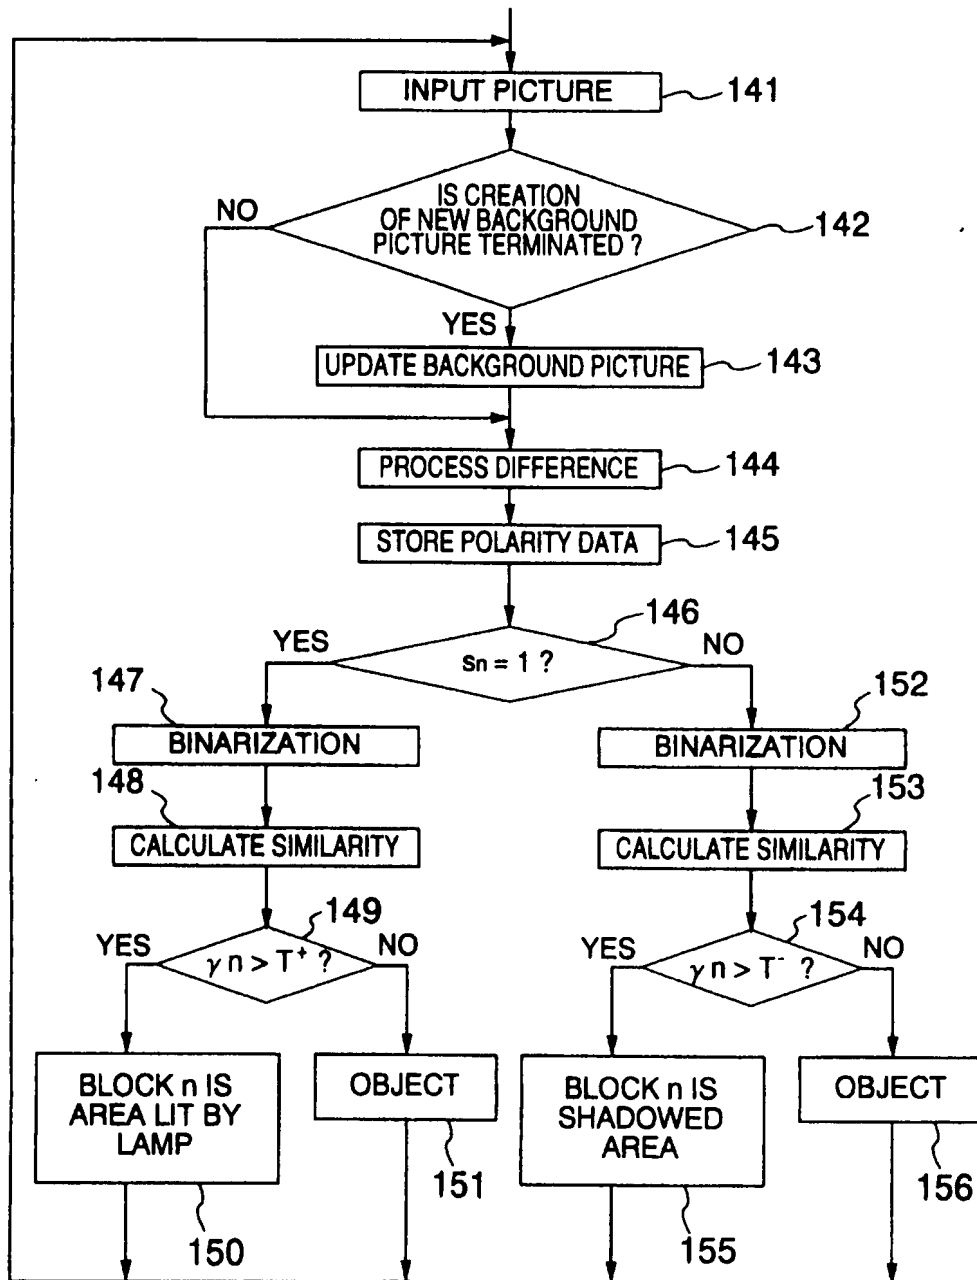 INPUT PICTURE
141
IS CREATION
OF NEW BACKGROUND
PICTURE TERMINATED ?
142
NO
YES
UPDATE BACKGROUND PICTURE
143
PROCESS DIFFERENCE
144
STORE POLARITY DATA
145
146
YES
sn = 1 ?
NO
147
BINARIZATION
152
BINARIZATION
148
CALCULATE SIMILARITY
153
CALCULATE SIMILARITY
149
YES
γ n > T⁺ ?
NO
154
YES
γ n > T⁻ ?
NO
BLOCK n IS
AREA LIT BY
LAMP
150
OBJECT
151
BLOCK n IS
SHADOWED
AREA
155
OBJECT
156